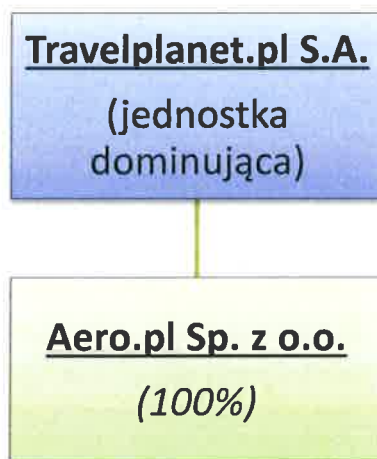 Travelplanet.pl S.A.
(jednostka
dominująca)
Aero.pl Sp. z o.o.
(100%)